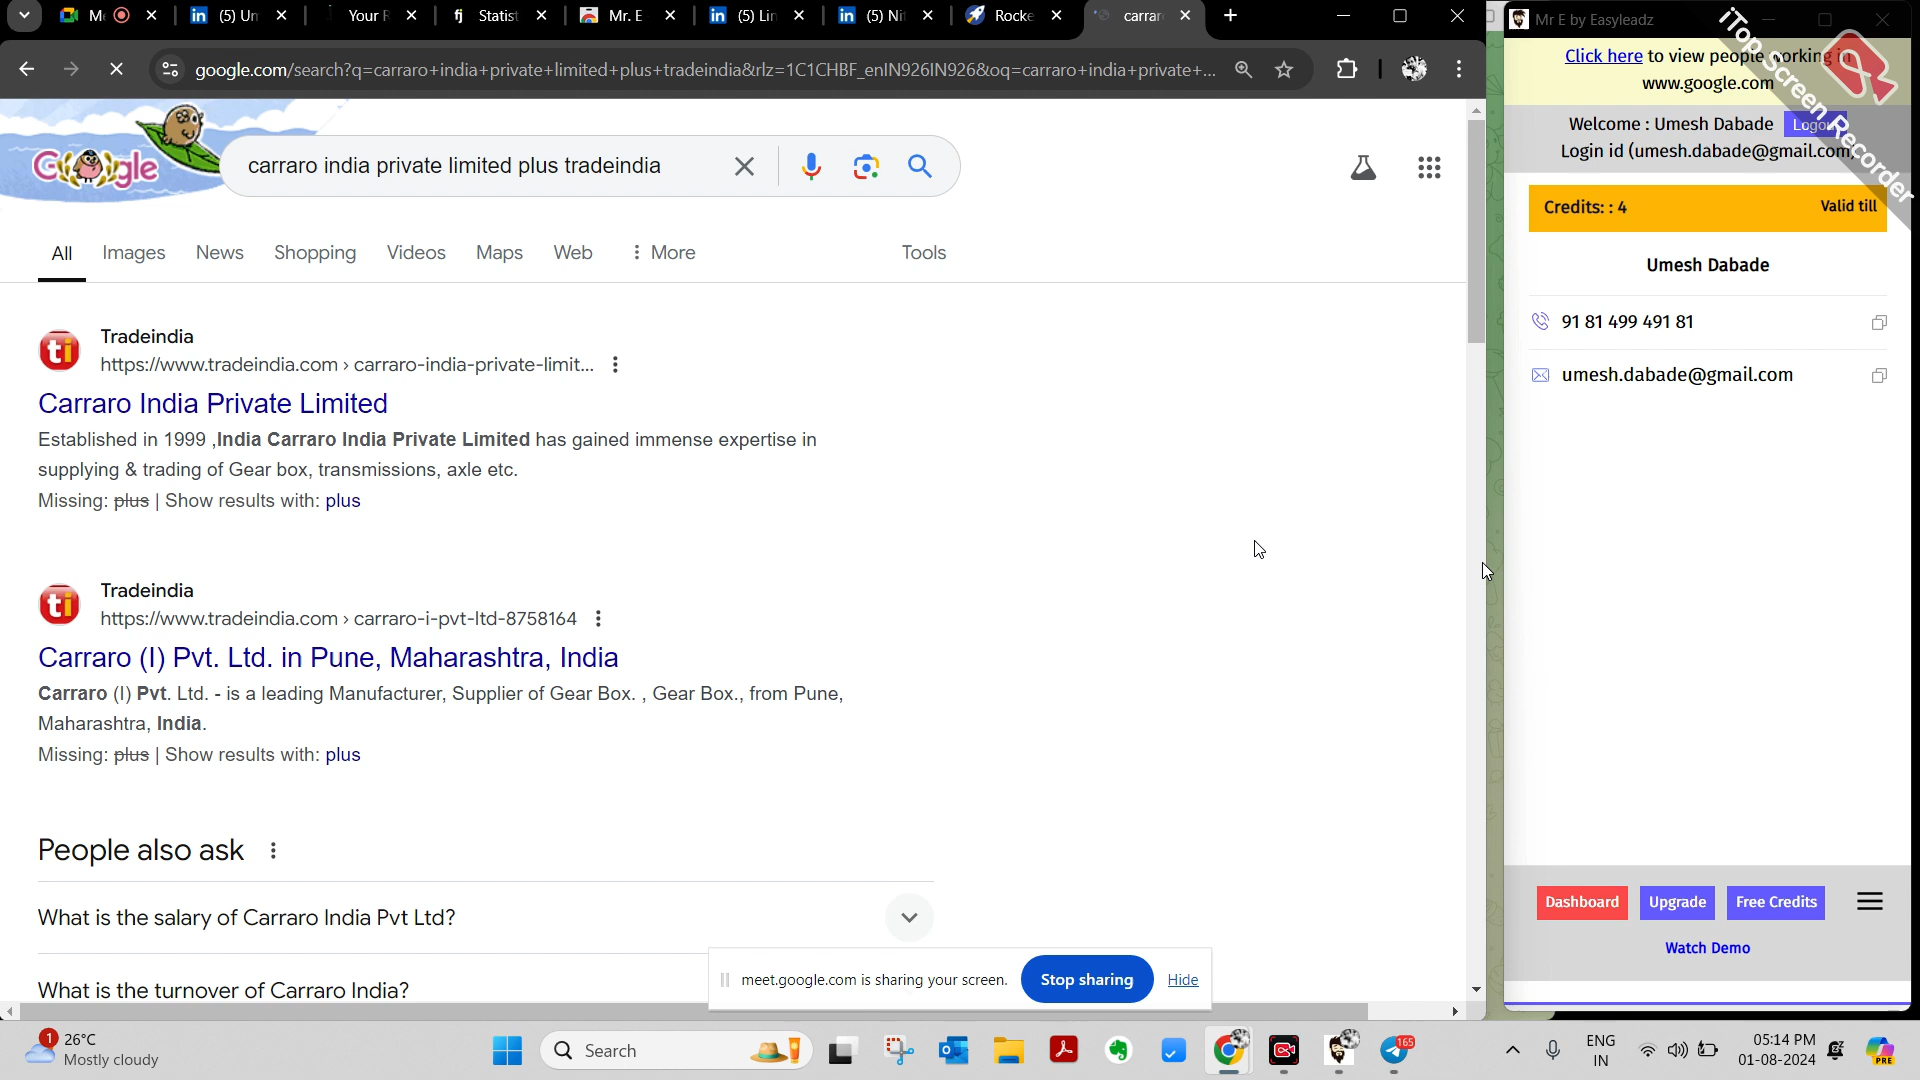 M
(5) Un
Your R
fj Statist
Mr. E
(5) Lin
(5) Ni
Rocke
carrar
google.com/search?q=carraro+india+private+limited+plus+tradeindia&rlz=1C1CHBF_enIN926IN926&oq=carraro+india+private+...
Google
carraro india private limited plus tradeindia
All Images News Shopping Videos Maps Web More Tools
Tradeindia
https://www.tradeindia.com › carraro-india-private-limit...
Carraro India Private Limited
Established in 1999 ,India Carraro India Private Limited has gained immense expertise in
supplying & trading of Gear box, transmissions, axle etc.
Missing: plus | Show results with: plus
Tradeindia
https://www.tradeindia.com › carraro-i-pvt-ltd-8758164
Carraro (I) Pvt. Ltd. in Pune, Maharashtra, India
Carraro (I) Pvt. Ltd. - is a leading Manufacturer, Supplier of Gear Box. , Gear Box., from Pune,
Maharashtra, India.
Missing: plus | Show results with: plus
People also ask
What is the salary of Carraro India Pvt Ltd?
What is the turnover of Carraro India?
meet.google.com is sharing your screen. Stop sharing Hide
Mr E by Easyleadz
Click here to view people working in
www.google.com
Welcome : Umesh Dabade Logout
Login id (umesh.dabade@gmail.com)
iTop Screen Recorder
Credits: : 4 Valid till
Umesh Dabade
91 81 499 491 81
umesh.dabade@gmail.com
Dashboard Upgrade Free Credits
Watch Demo
1
26°C
Mostly cloudy
Search
165
ENG
IN
05:14 PM
01-08-2024
PRE